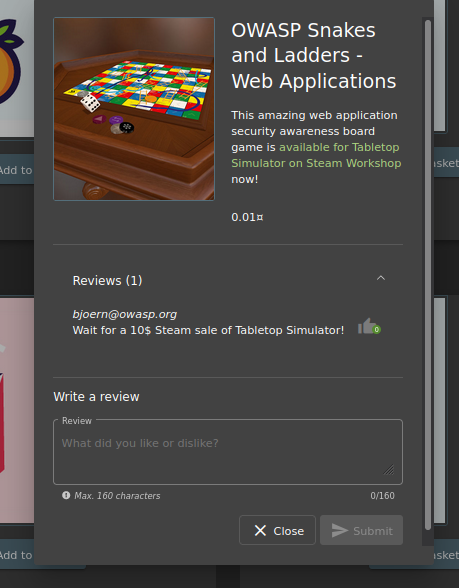 OWASP Snakes
and Ladders -
Web Applications
This amazing web application
security awareness board
game is available for Tabletop
Simulator on Steam Workshop
now!
0.01¤
Reviews (1)
bjoern@owasp.org
Wait for a 10$ Steam sale of Tabletop Simulator!
0
Write a review
Review
What did you like or dislike?
Max. 160 characters
0/160
Close
Submit
Add to
asket
Add to
asket